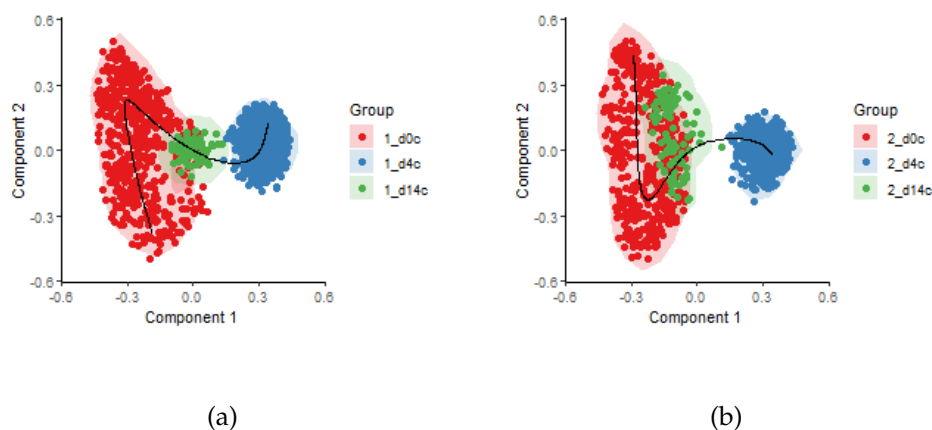 0.6
0.3
0.0
-0.3
-0.6
-0.6
-0.3
0.0
0.3
0.6
Component 2
Component 1
Group
1_d0c
1_d4c
1_d14c
(a)
0.6
0.3
0.0
-0.3
-0.6
-0.6
-0.3
0.0
0.3
0.6
Component 2
Component 1
Group
2_d0c
2_d4c
2_d14c
(b)